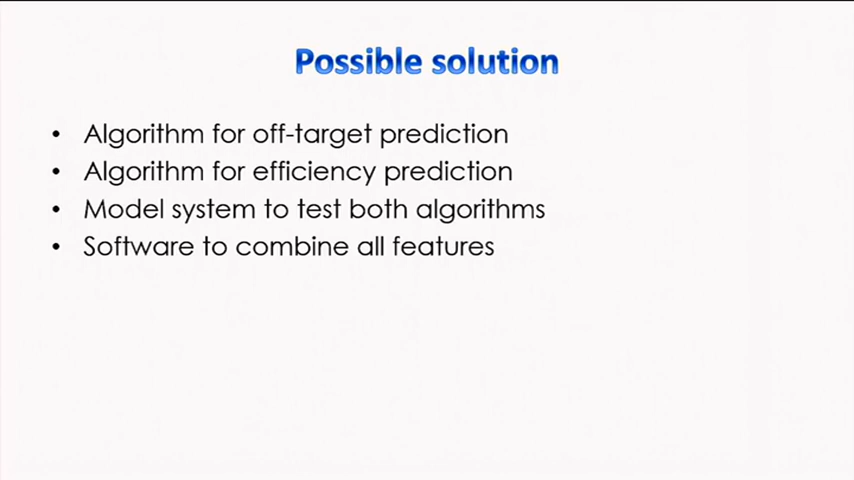 Possible solution
• Algorithm for off-target prediction
• Algorithm for efficiency prediction
• Model system to test both algorithms
• Software to combine all features